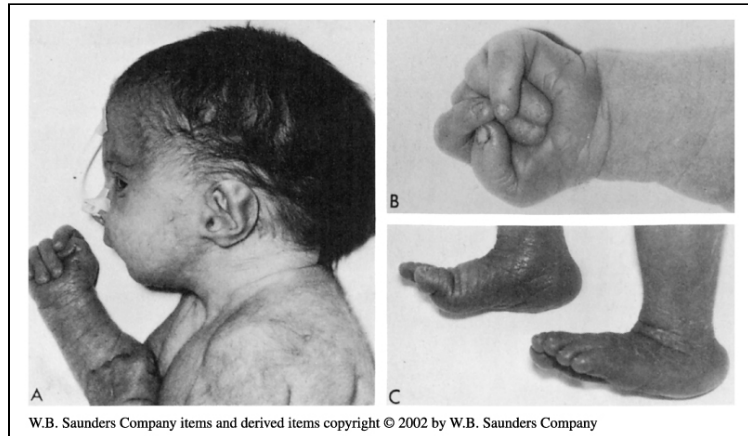 A
B
C
W.B. Saunders Company items and derived items copyright © 2002 by W.B. Saunders Company